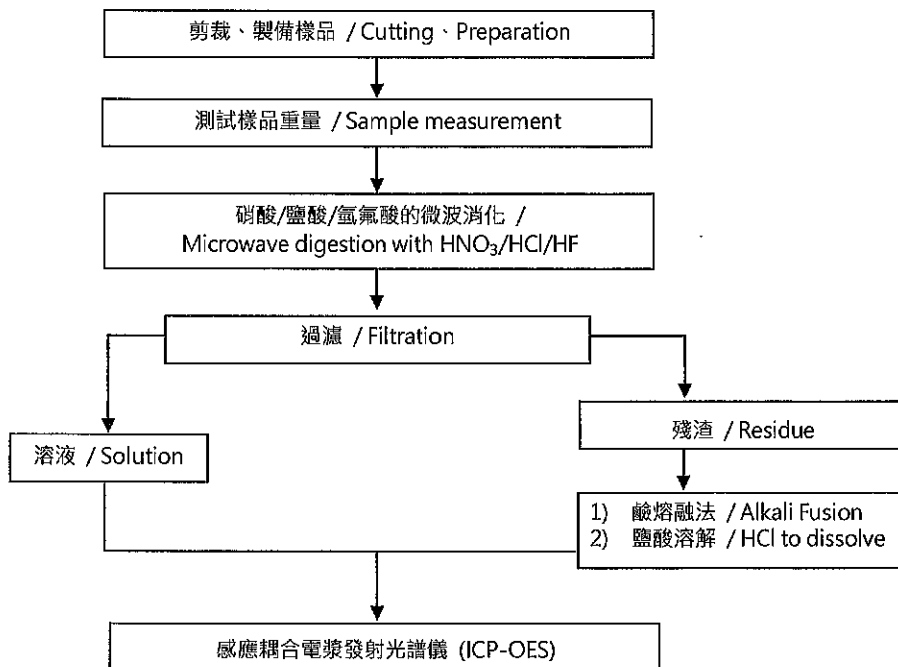 剪裁、製備樣品 / Cutting、Preparation
測試樣品重量 / Sample measurement
硝酸/鹽酸/氫氟酸的微波消化 /
Microwave digestion with HNO₃/HCl/HF
過濾 / Filtration
溶液 / Solution
殘渣 / Residue
1) 鹼熔融法 / Alkali Fusion
2) 鹽酸溶解 / HCl to dissolve
感應耦合電漿發射光譜儀 (ICP-OES)